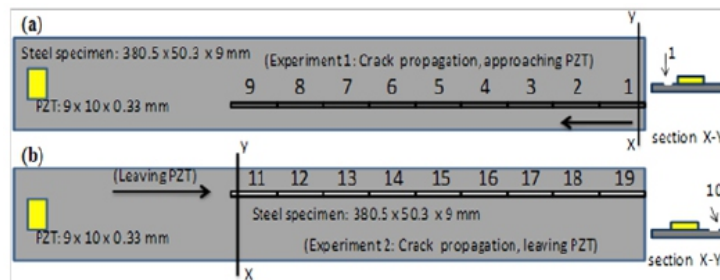 (a)
Y
Steel specimen: 380.5 x 50.3 x 9 mm
(Experiment 1: Crack propagation, approaching PZT)
1
9 8 7 6 5 4 3 2 1
PZT: 9 x 10 x 0.33 mm
X
section X-Y
(b)
Y
(Leaving PZT)
11 12 13 14 15 16 17 18 19
10
Steel specimen: 380.5 x 50.3 x 9 mm
PZT: 9 x 10 x 0.33 mm
(Experiment 2: Crack propagation, leaving PZT)
X
section X-Y